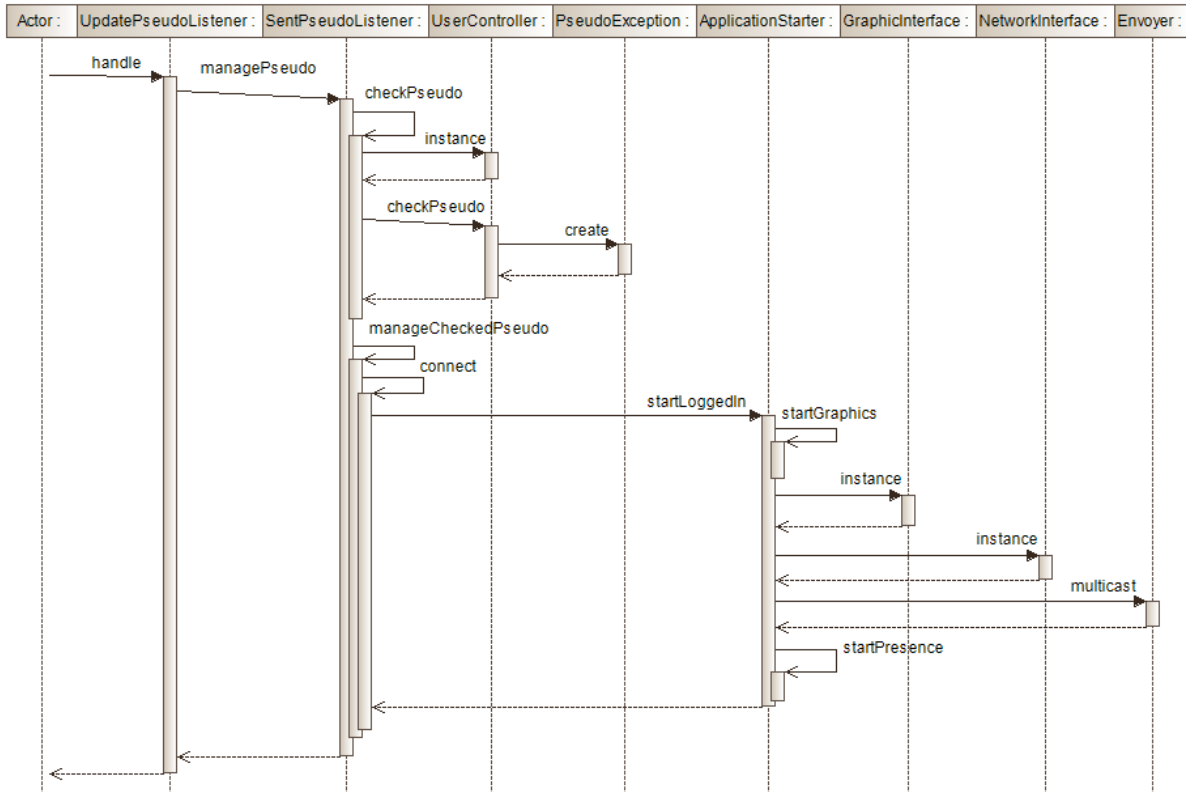 Actor : UpdatePseudoListener : SentPseudoListener : UserController : PseudoException : ApplicationStarter : GraphicInterface : NetworkInterface : Envoyer :
handle
managePseudo
checkPseudo
instance
checkPseudo
create
manageCheckedPseudo
connect
startLoggedIn
startGraphics
instance
instance
multicast
startPresence